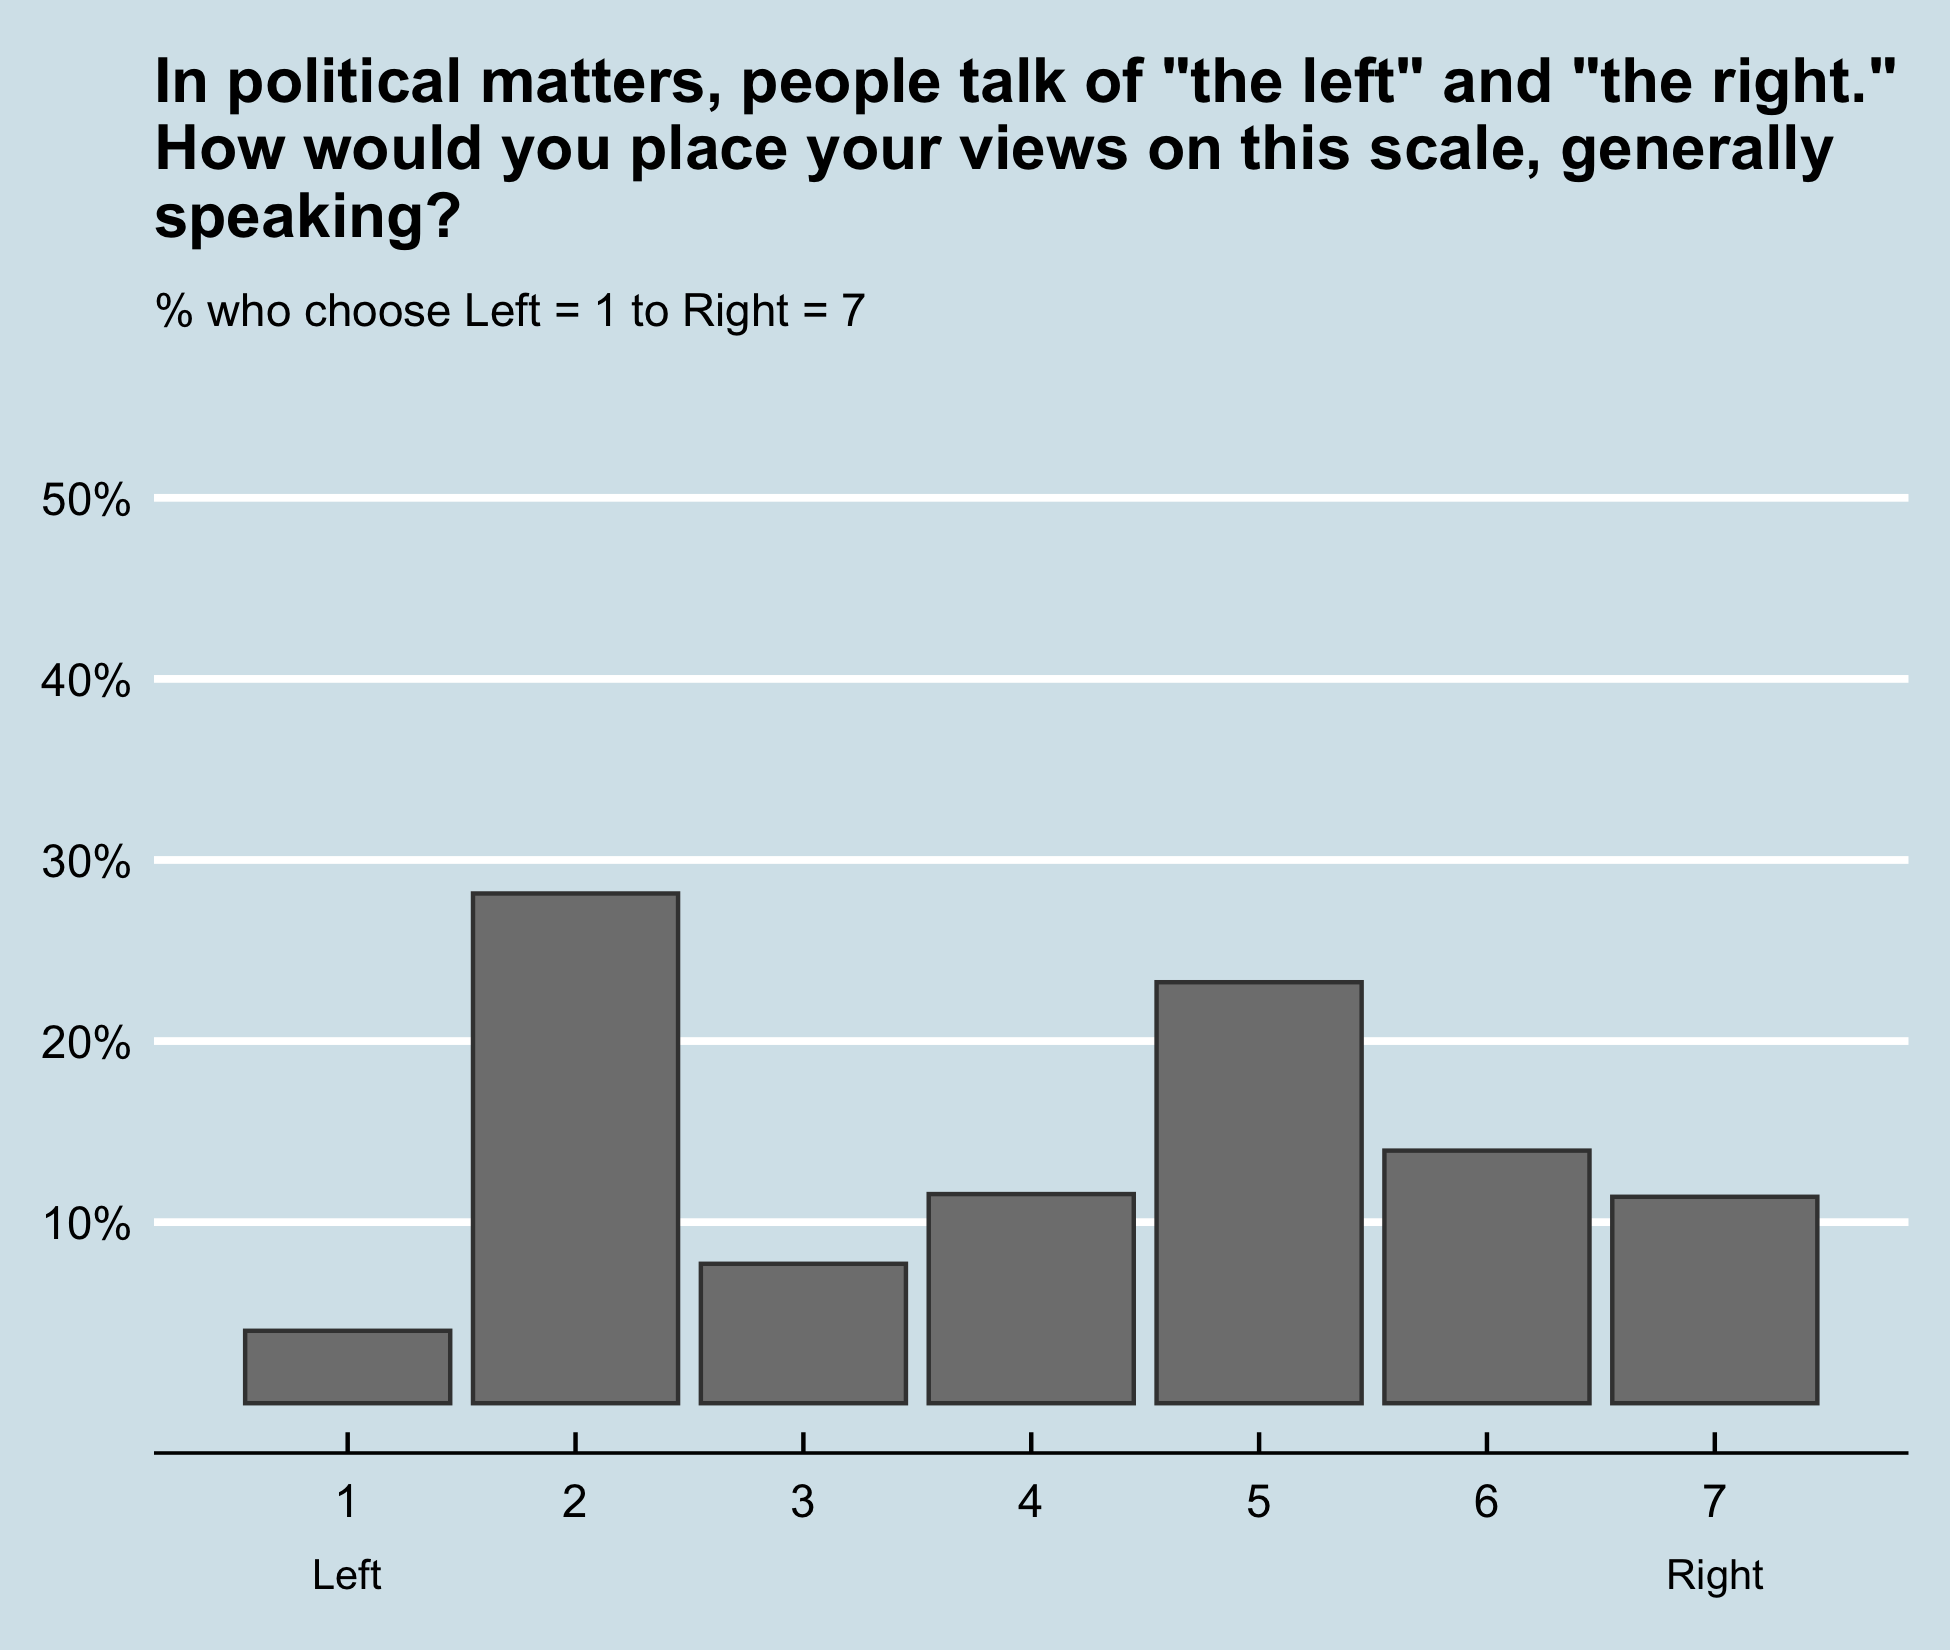 In political matters, people talk of "the left" and "the right."
How would you place your views on this scale, generally
speaking?
% who choose Left = 1 to Right = 7
50%
40%
30%
20%
10%
1 2 3 4 5 6 7
Left Right